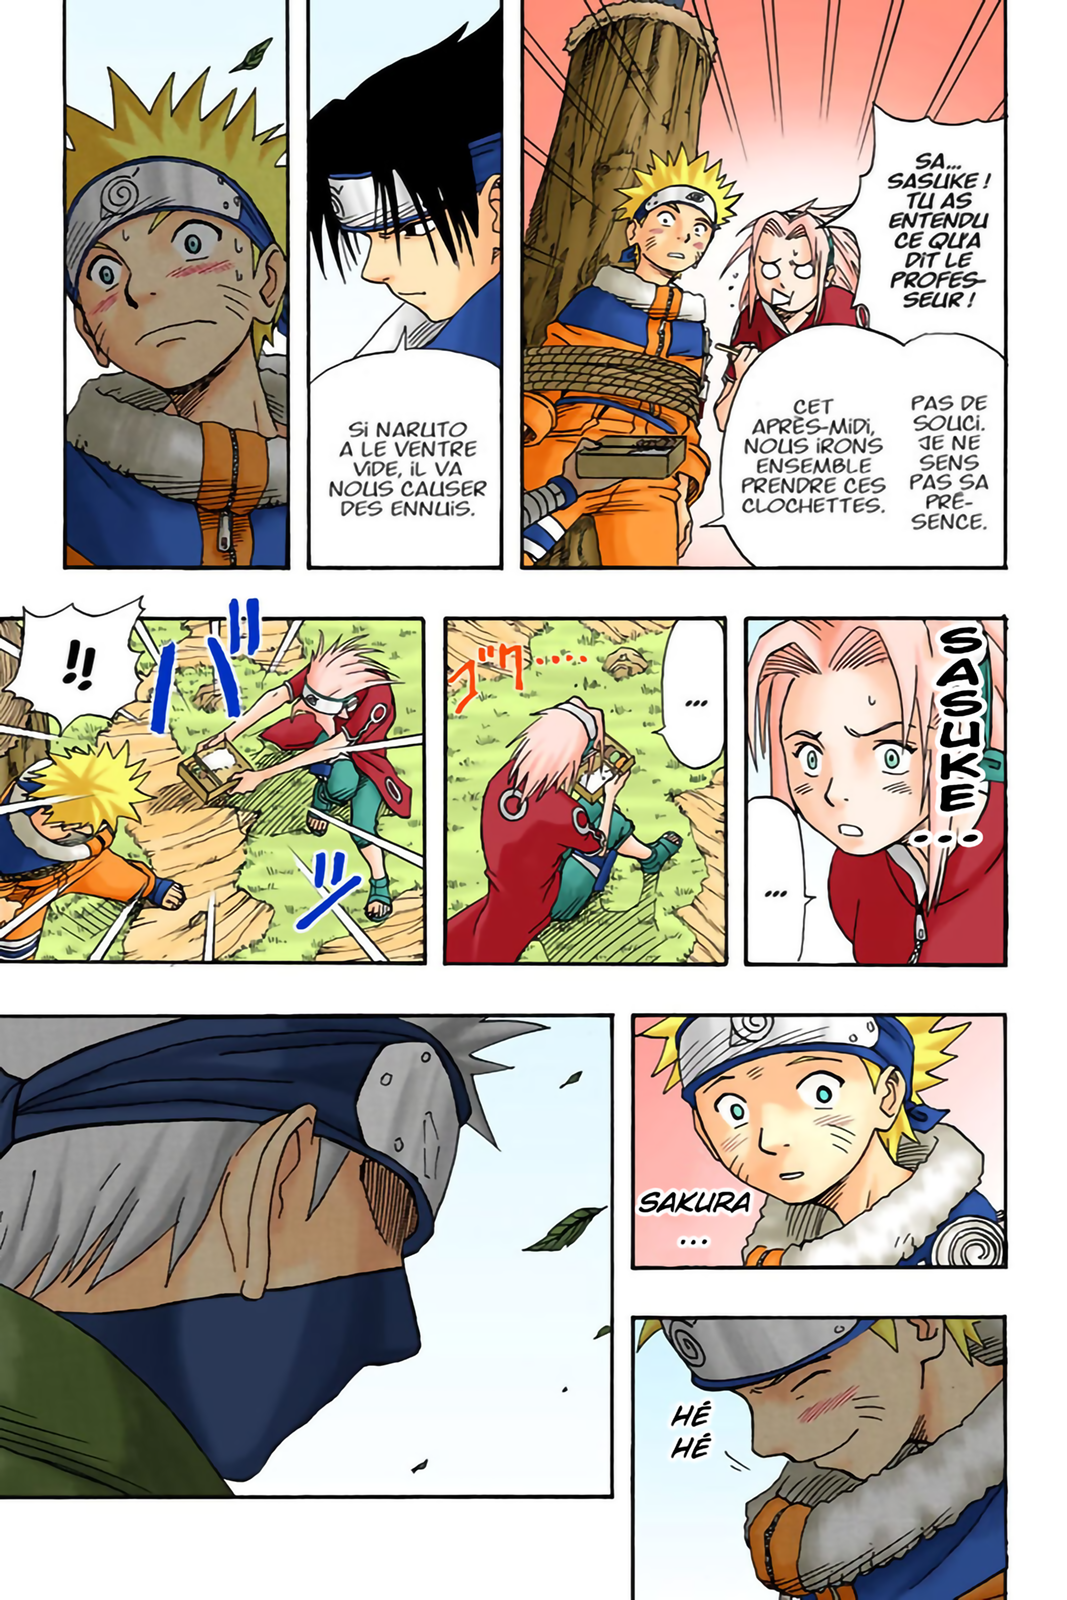 SA...
SASUKE !
TU AS
ENTENDU
CE QU'A
DIT LE
PROFES-
SEUR !
PAS DE
SOUCI.
JE NE
SENS
PAS SA
PRÉ-
SENCE.
CET
APRÈS-MIDI,
NOUS IRONS
ENSEMBLE
PRENDRE CES
CLOCHETTES.
SI NARUTO
A LE VENTRE
VIDE, IL VA
NOUS CAUSER
DES ENNUIS.
SASUKE...
...
...
ゴク.....
バッ
!!
SAKURA
...
HÉ
HÉ